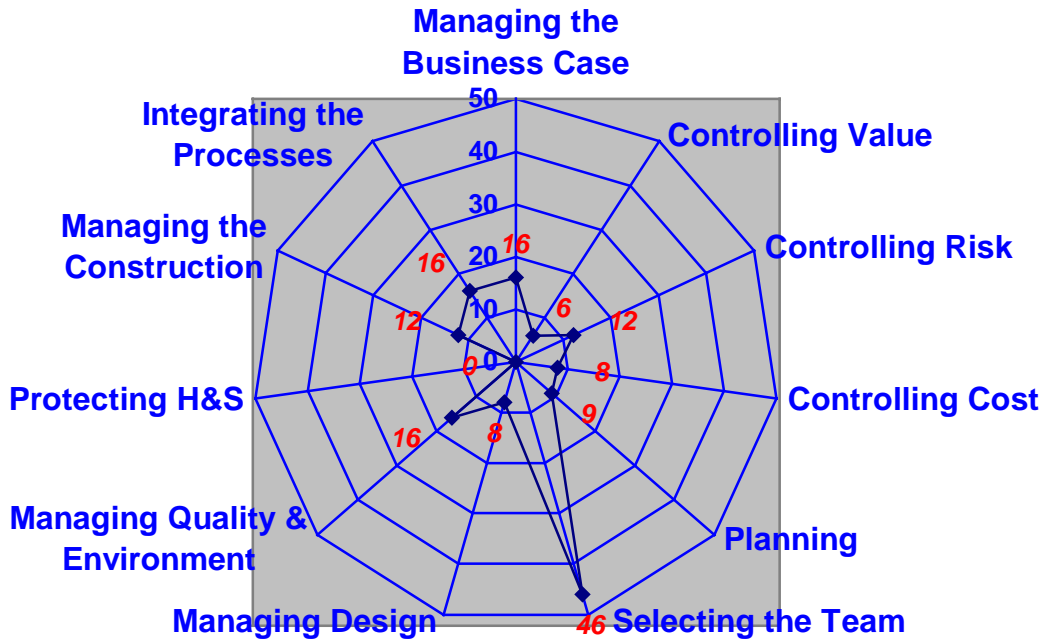 Managing the
Business Case
50
Integrating the
Processes
Controlling Value
40
30
Managing the
Construction
16
16
20
Controlling Risk
12
10
6
12
0
0
8
Protecting H&S
Controlling Cost
16
8
9
Managing Quality &
Environment
Planning
Managing Design
46
Selecting the Team